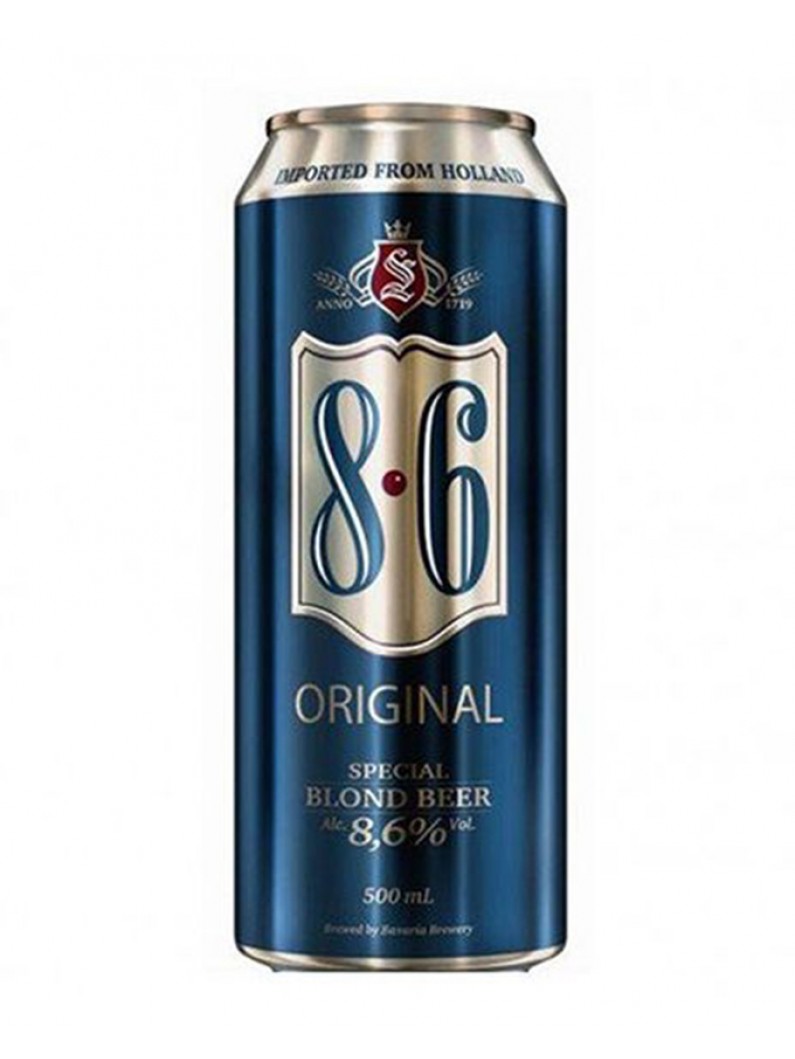 IMPORTED FROM HOLLAND
S
ANNO 1719
8·6
ORIGINAL
SPECIAL
BLOND BEER
Alc. 8,6% Vol.
500 mL
Brewed by Bavaria Brewery